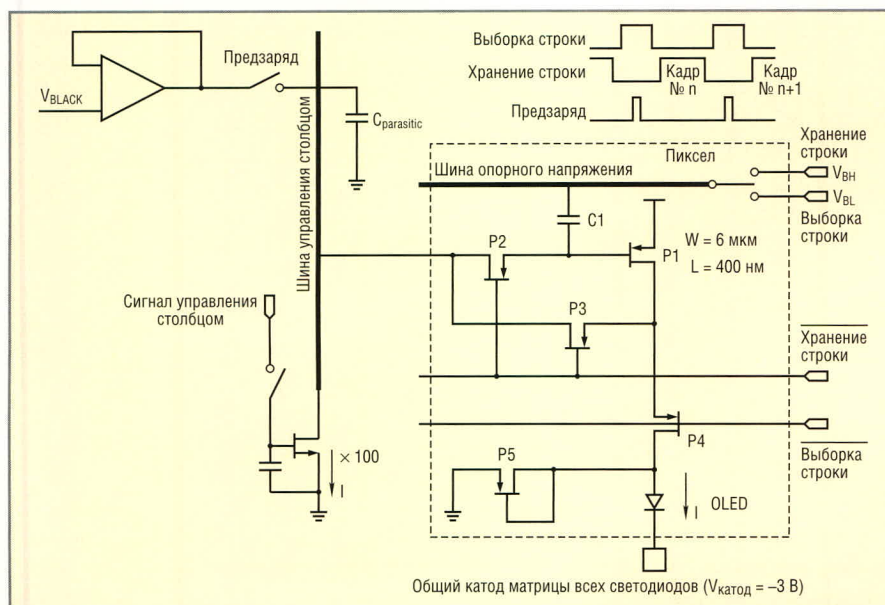 V_BLACK
Предзаряд
C_parasitic
Шина управления столбцом
Сигнал управления
столбцом
× 100
I
Выборка строки
Хранение строки
Кадр
№ n
Кадр
№ n+1
Предзаряд
Пиксел
Шина опорного напряжения
Хранение
строки
V_BH
V_BL
Выборка
строки
C1
P2
P1
W = 6 мкм
L = 400 нм
P3
Хранение
строки
P4
Выборка
строки
P5
OLED
I
Общий катод матрицы всех светодиодов (V_катод = –3 В)